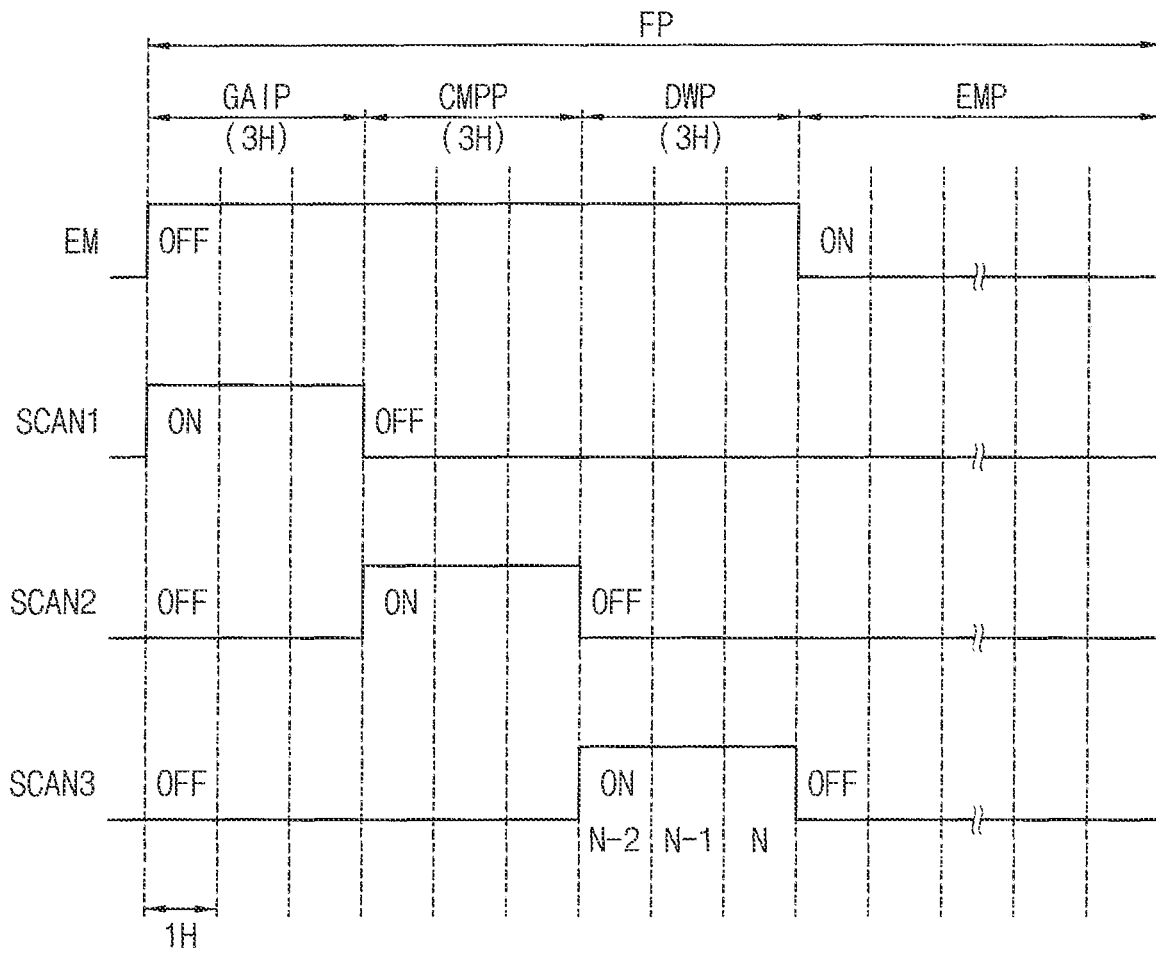 FP
GAIP CMPP DWP EMP
(3H) (3H) (3H)
EM OFF ON
SCAN1 ON OFF
SCAN2 OFF ON OFF
SCAN3 OFF ON OFF
N-2 N-1 N
1H